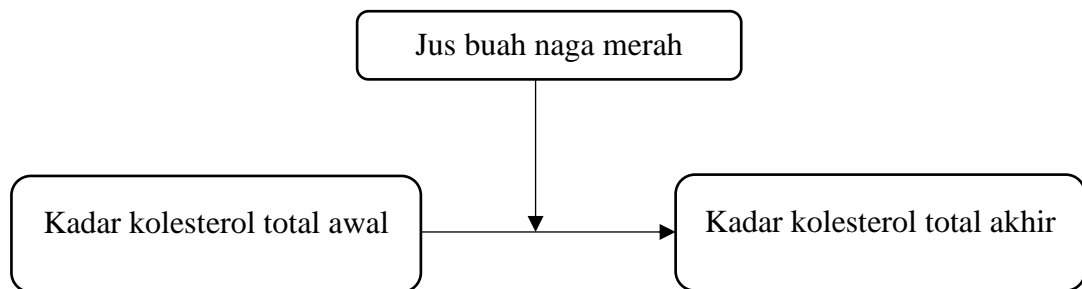 Jus buah naga merah
Kadar kolesterol total awal
Kadar kolesterol total akhir